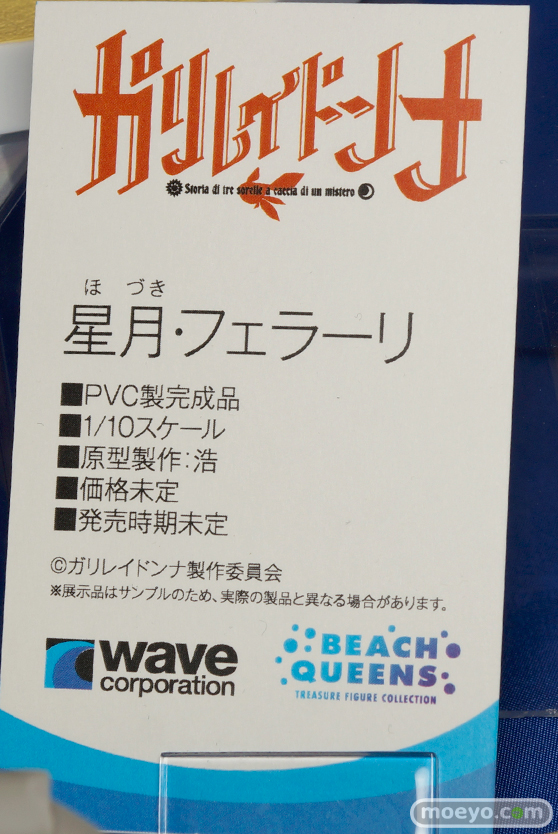 ガリレイドンナ
Storia di tre sorelle a caccia di un mistero
ほづき
星月・フェラーリ
■PVC製完成品
■1/10スケール
■原型製作：浩
■価格未定
■発売時期未定
©ガリレイドンナ製作委員会
※展示品はサンプルのため、実際の製品と異なる場合があります。
wave
corporation
BEACH
QUEENS
TREASURE FIGURE COLLECTION
moeyo.com